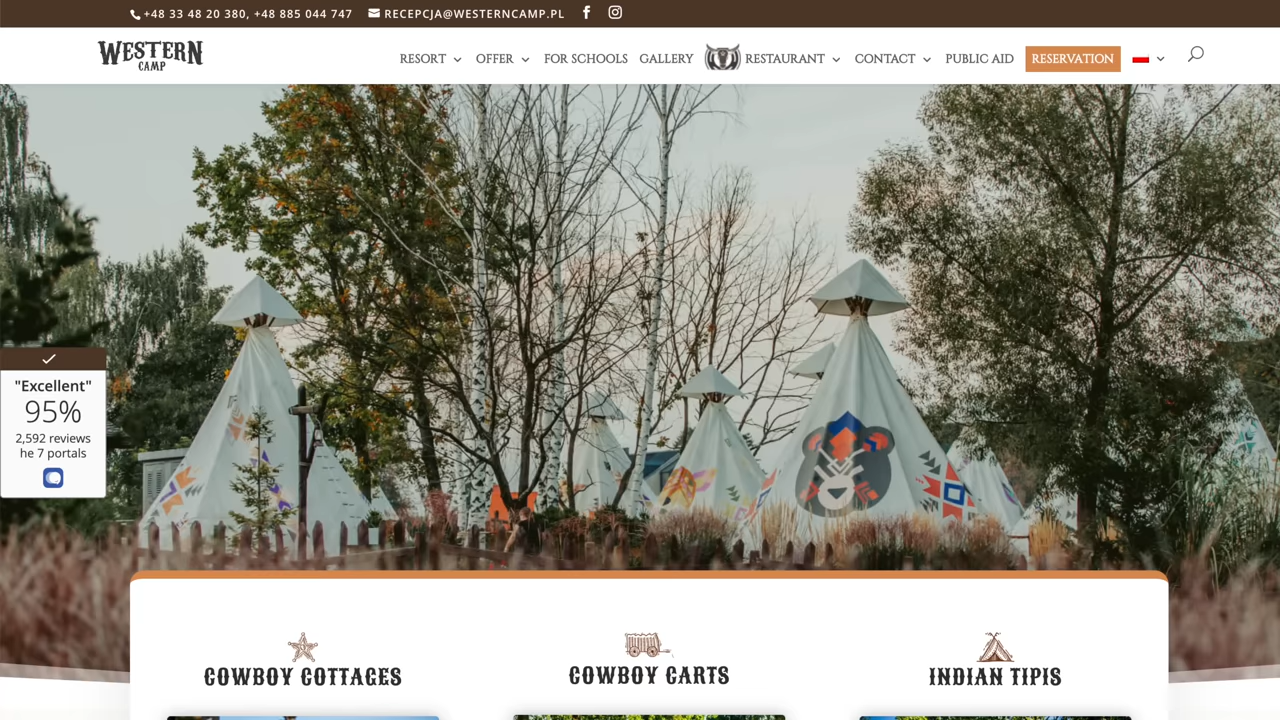 +48 33 48 20 380, +48 885 044 747 RECEPCJA@WESTERNCAMP.PL
WESTERN
CAMP
RESORT OFFER FOR SCHOOLS GALLERY RESTAURANT CONTACT PUBLIC AID RESERVATION
"Excellent"
95%
2,592 reviews
he 7 portals
COWBOY COTTAGES COWBOY CARTS INDIAN TIPIS